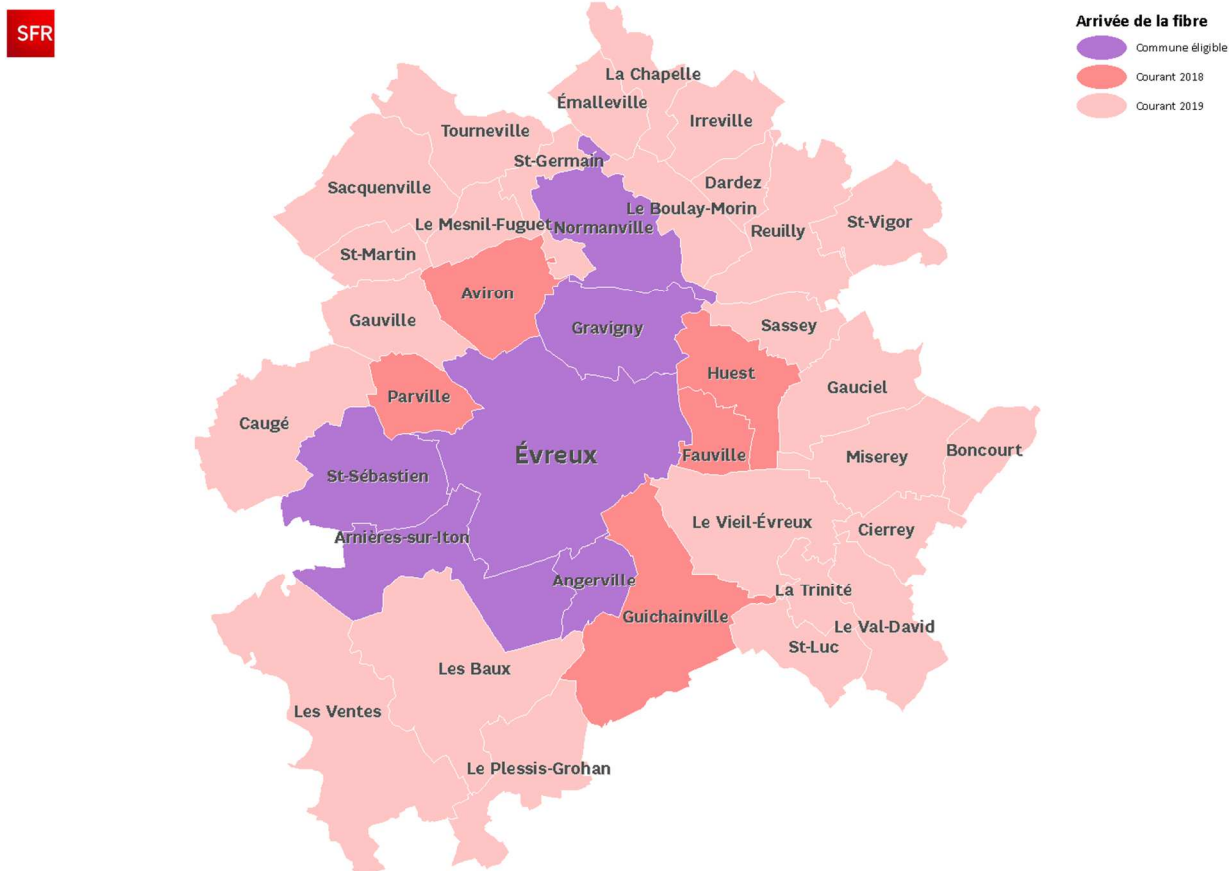 SFR
Arrivée de la fibre
Commune éligible
Courant 2018
Courant 2019
La Chapelle
Émalleville
Irreville
Tourneville
St-Germain
Dardez
Sacquenville
Le Boulay-Morin
Le Mesnil-Fuguet
Normanville
Reuilly
St-Vigor
St-Martin
Aviron
Gauville
Gravigny
Sassey
Huest
Gauciel
Parville
Caugé
Évreux
Fauville
Miserey
Boncourt
St-Sébastien
Le Vieil-Évreux
Cierrey
Arnières-sur-Iton
Angerville
La Trinité
Guichainville
Le Val-David
St-Luc
Les Baux
Les Ventes
Le Plessis-Grohan